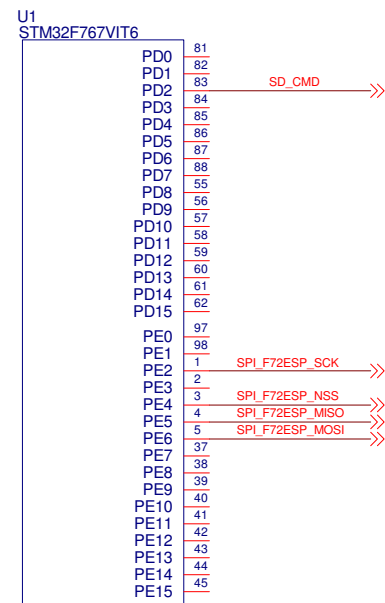 U1
STM32F767VIT6
PD0 81
PD1 82
PD2 83 SD_CMD
PD3 84
PD4 85
PD5 86
PD6 87
PD7 88
PD8 55
PD9 56
PD10 57
PD11 58
PD12 59
PD13 60
PD14 61
PD15 62
PE0 97
PE1 98
PE2 1 SPI_F72ESP_SCK
PE3 2
PE4 3 SPI_F72ESP_NSS
PE5 4 SPI_F72ESP_MISO
PE6 5 SPI_F72ESP_MOSI
PE7 37
PE8 38
PE9 39
PE10 40
PE11 41
PE12 42
PE13 43
PE14 44
PE15 45